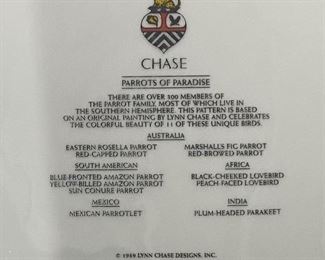 CHASE
PARROTS OF PARADISE
THERE ARE OVER 300 MEMBERS OF
THE PARROT FAMILY, MOST OF WHICH LIVE IN
THE SOUTHERN HEMISPHERE. THIS PATTERN IS BASED
ON AN ORIGINAL PAINTING BY LYNN CHASE AND CELEBRATES
THE COLORFUL BEAUTY OF 11 OF THESE UNIQUE BIRDS.
AUSTRALIA
EASTERN ROSELLA PARROT MARSHALLS FIG PARROT
RED-CAPPED PARROT RED-BROWED PARROT
SOUTH AMERICAN AFRICA
BLUE-FRONTED AMAZON PARROT BLACK-CHEEKED LOVEBIRD
YELLOW-BILLED AMAZON PARROT PEACH-FACED LOVEBIRD
SUN CONURE PARROT
MEXICO INDIA
MEXICAN PARROTLET PLUM-HEADED PARAKEET
© 1989 LYNN CHASE DESIGNS, INC.